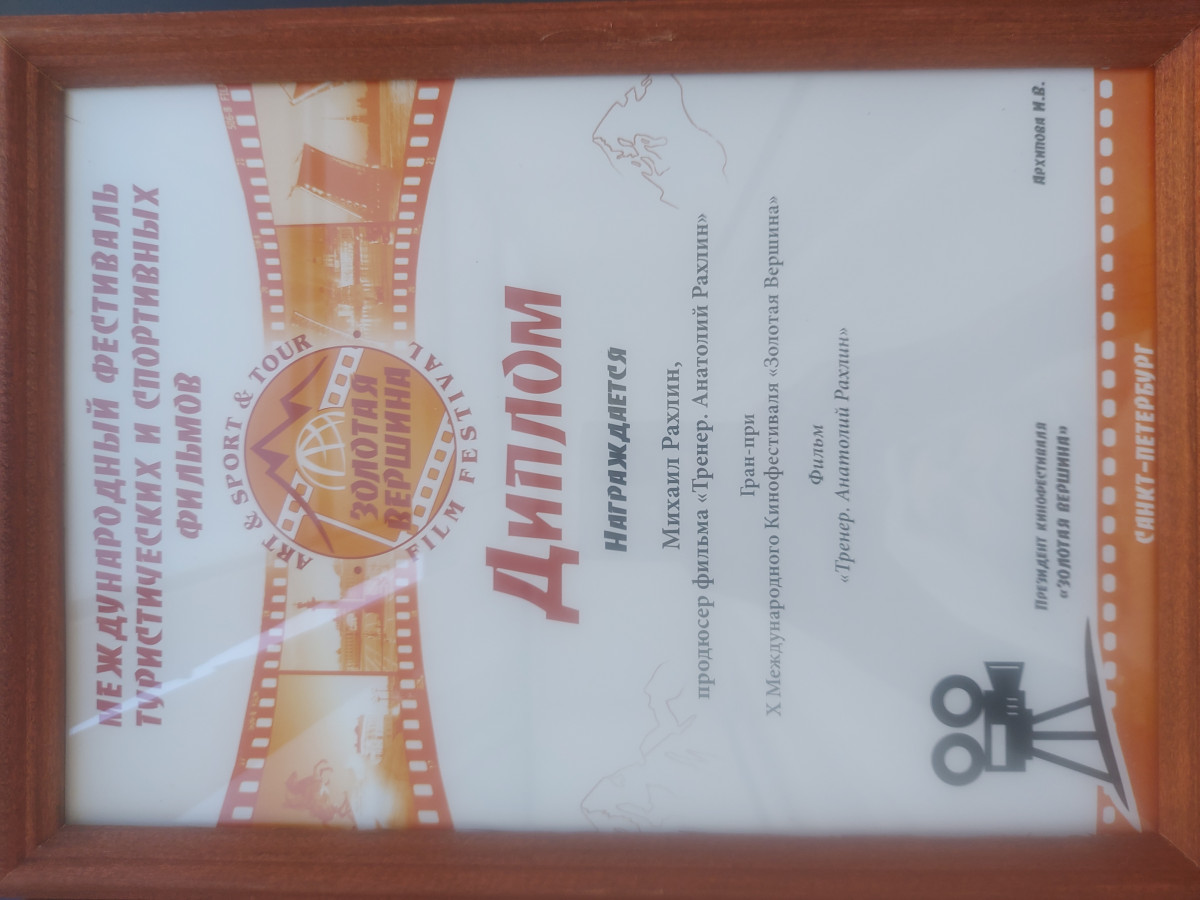 МЕЖДУНАРОДНЫЙ ФЕСТИВАЛЬ
ТУРИСТИЧЕСКИХ И СПОРТИВНЫХ
ФИЛЬМОВ
ART & SPORT & TOUR
ЗОЛОТАЯ
ВЕРШИНА
FILM FESTIVAL
Диплом
НАГРАЖДАЕТСЯ
Михаил Рахлин,
продюсер фильма «Тренер. Анатолий Рахлин»
Гран-при
X Международного Кинофестиваля «Золотая Вершина»
Фильм
«Тренер. Анатолий Рахлин»
ПРЕЗИДЕНТ КИНОФЕСТИВАЛЯ
«ЗОЛОТАЯ ВЕРШИНА»
АРХИПОВА И.В.
САНКТ-ПЕТЕРБУРГ